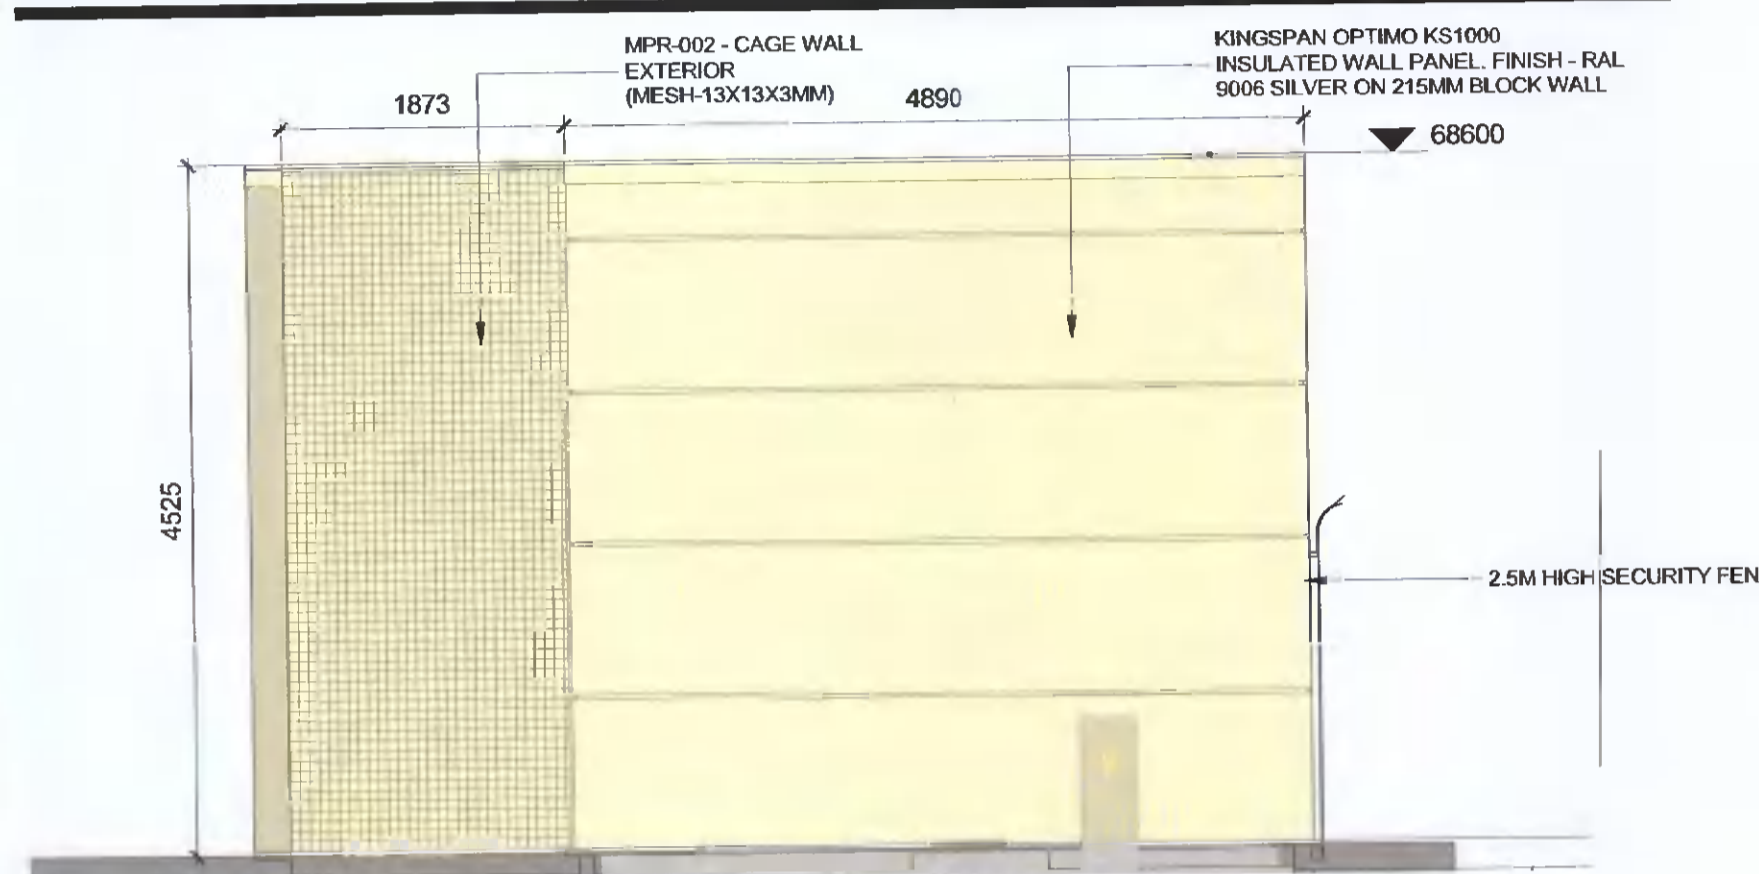 MPR-002 - CAGE WALL
EXTERIOR
(MESH-13X13X3MM)
KINGSPAN OPTIMO KS1000
INSULATED WALL PANEL. FINISH - RAL
9006 SILVER ON 215MM BLOCK WALL
1873
4890
68600
4525
2.5M HIGH SECURITY FEN